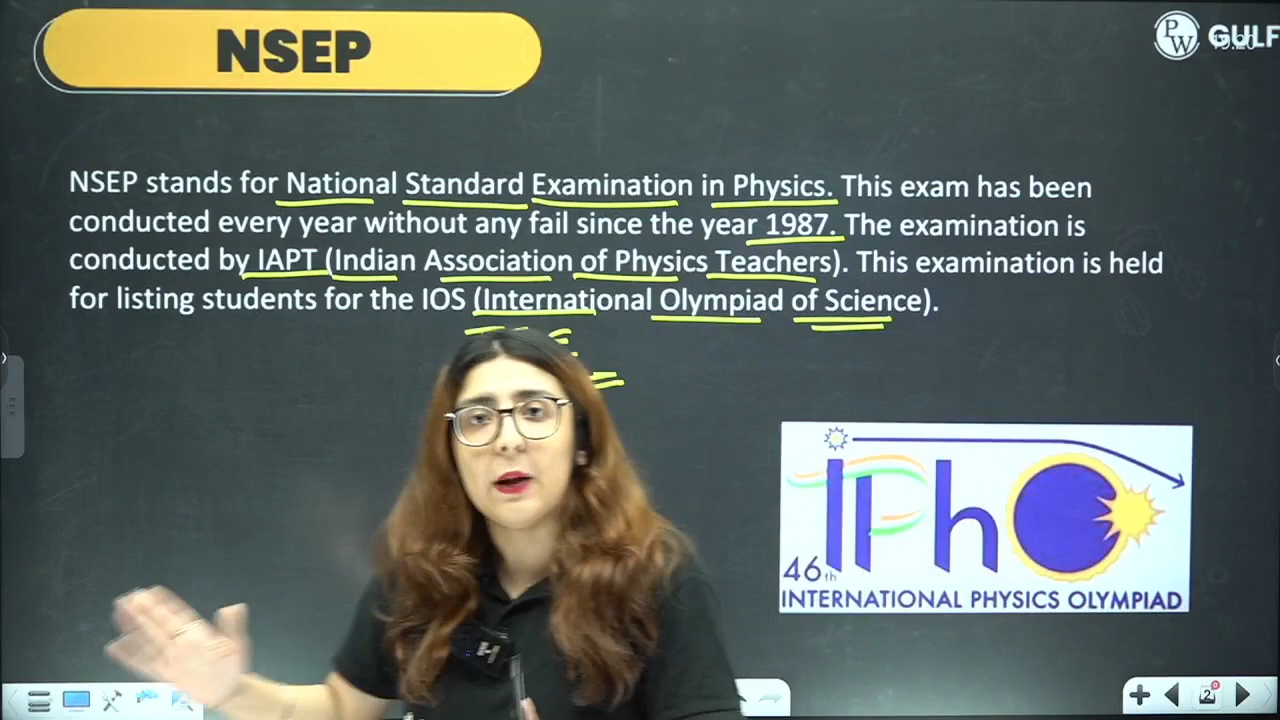 NSEP
PW GULF
NSEP stands for National Standard Examination in Physics. This exam has been
conducted every year without any fail since the year 1987. The examination is
conducted by IAPT (Indian Association of Physics Teachers). This examination is held
for listing students for the IOS (International Olympiad of Science).
IPhO
46th
INTERNATIONAL PHYSICS OLYMPIAD
2